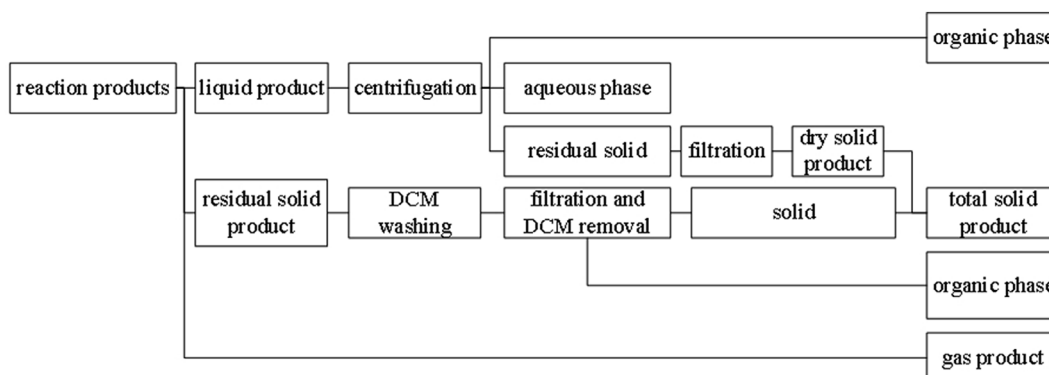 organic phase
reaction products
liquid product
centrifugation
aqueous phase
residual solid
filtration
dry solid
product
residual solid
product
DCM
washing
filtration and
DCM removal
solid
total solid
product
organic phase
gas product